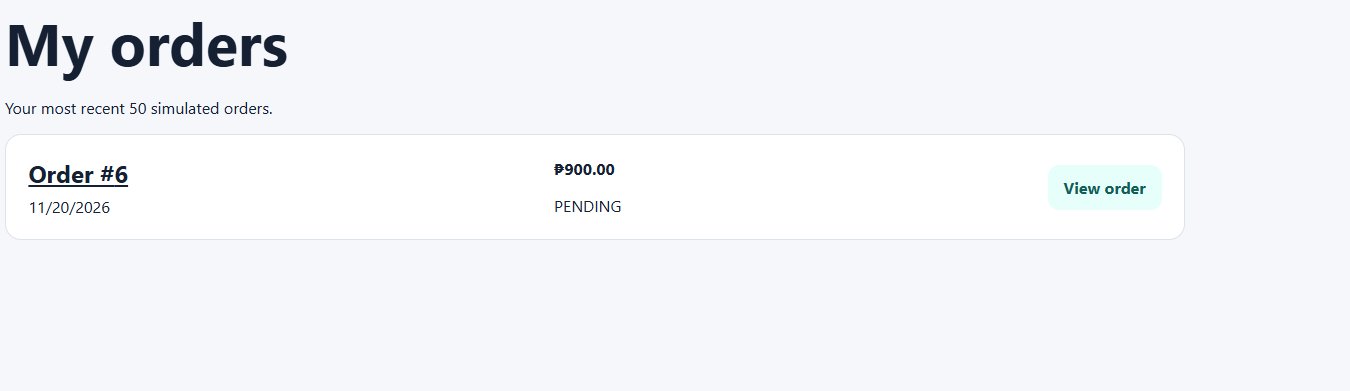 My orders
Your most recent 50 simulated orders.
Order #6
11/20/2026
₱900.00
PENDING
View order